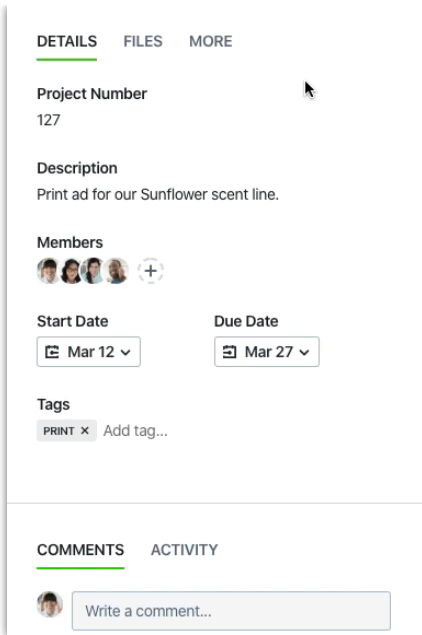 DETAILS FILES MORE
Project Number
127
Description
Print ad for our Sunflower scent line.
Members
Start Date Due Date
Mar 12 Mar 27
Tags
PRINT × Add tag...
COMMENTS ACTIVITY
Write a comment...